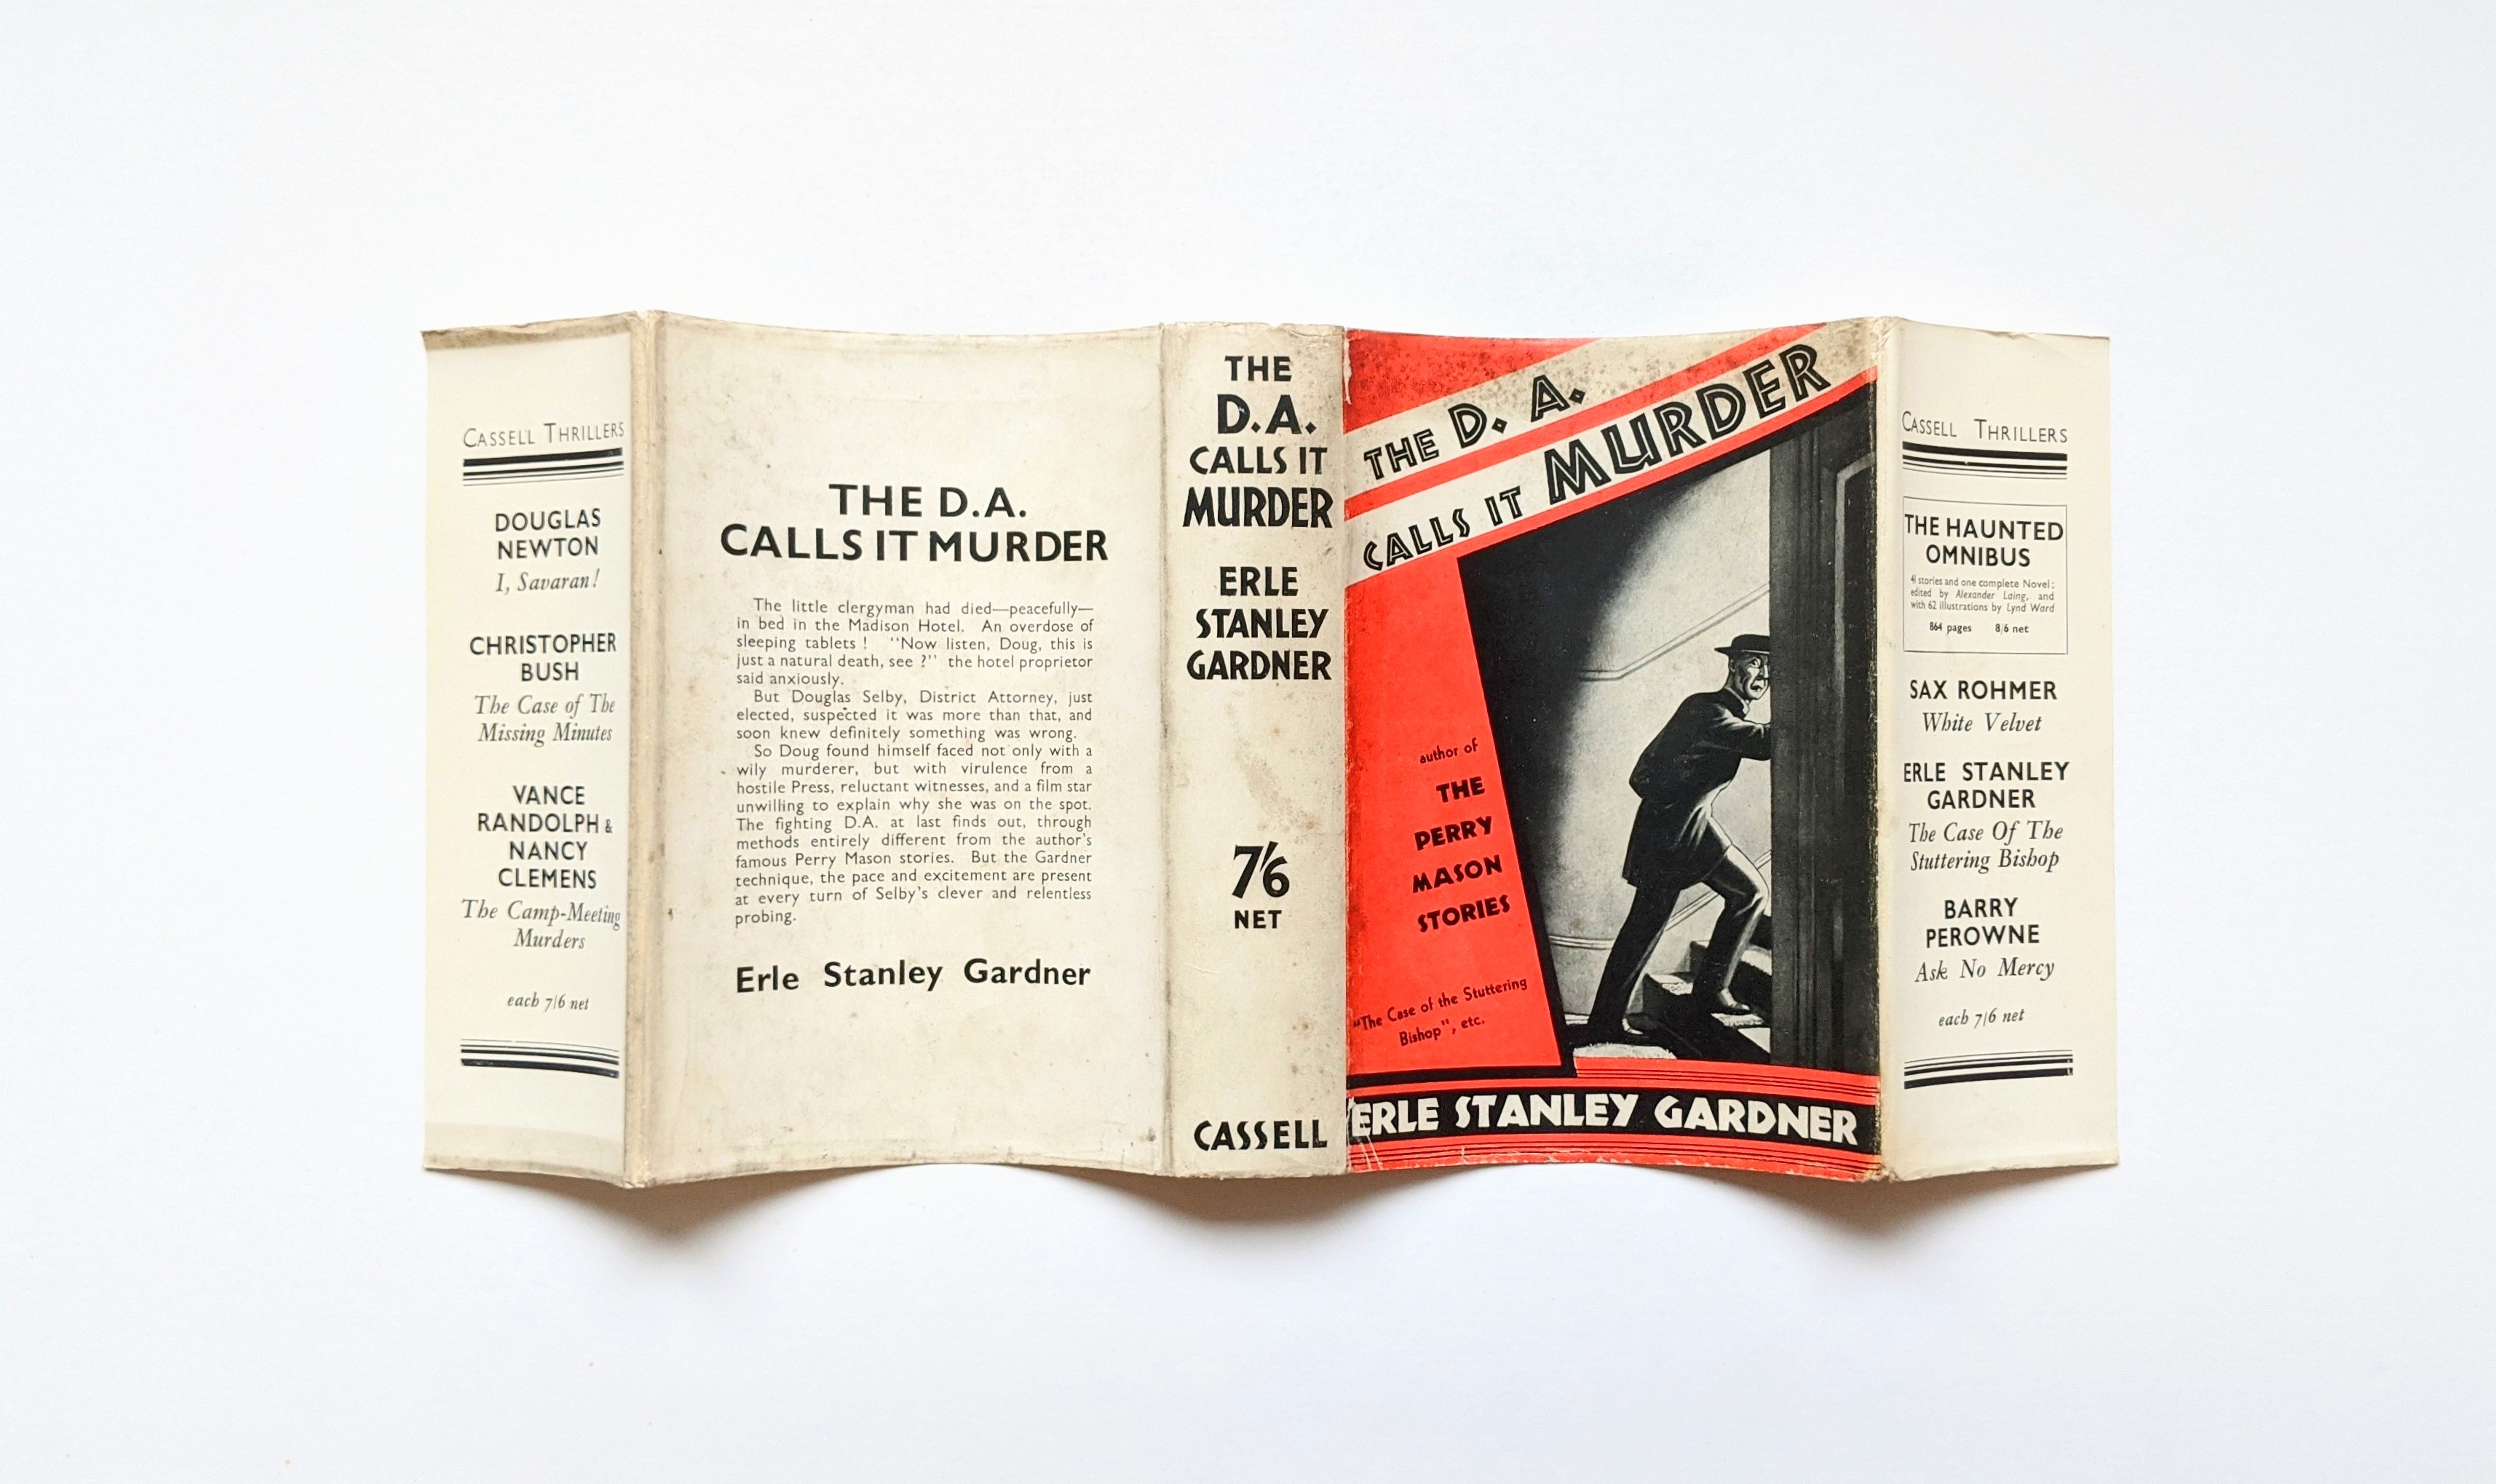 CASSELL THRILLERS
DOUGLAS
NEWTON
I, Savaran!
CHRISTOPHER
BUSH
The Case of The
Missing Minutes
VANCE
RANDOLPH &
NANCY
CLEMENS
The Camp-Meeting
Murders
each 7/6 net
THE D.A.
CALLS IT MURDER
The little clergyman had died—peacefully—
in bed in the Madison Hotel. An overdose of
sleeping tablets ! "Now listen, Doug, this is
just a natural death, see ?" the hotel proprietor
said anxiously.
But Douglas Selby, District Attorney, just
elected, suspected it was more than that, and
soon knew definitely something was wrong.
So Doug found himself faced not only with a
wily murderer, but with virulence from a
hostile Press, reluctant witnesses, and a film star
unwilling to explain why she was on the spot.
The fighting D.A. at last finds out, through
methods entirely different from the author's
famous Perry Mason stories. But the Gardner
technique, the pace and excitement are present
at every turn of Selby's clever and relentless
probing.
Erle Stanley Gardner
THE
D.A.
CALLS IT
MURDER
ERLE
STANLEY
GARDNER
7/6
NET
CASSELL
THE D. A.
CALLS IT MURDER
author of
THE
PERRY
MASON
STORIES
"The Case of the Stuttering
Bishop", etc.
ERLE STANLEY GARDNER
CASSELL THRILLERS
THE HAUNTED
OMNIBUS
41 stories and one complete Novel;
edited by Alexander Laing, and
with 62 illustrations by Lynd Ward
864 pages 8/6 net
SAX ROHMER
White Velvet
ERLE STANLEY
GARDNER
The Case Of The
Stuttering Bishop
BARRY
PEROWNE
Ask No Mercy
each 7/6 net